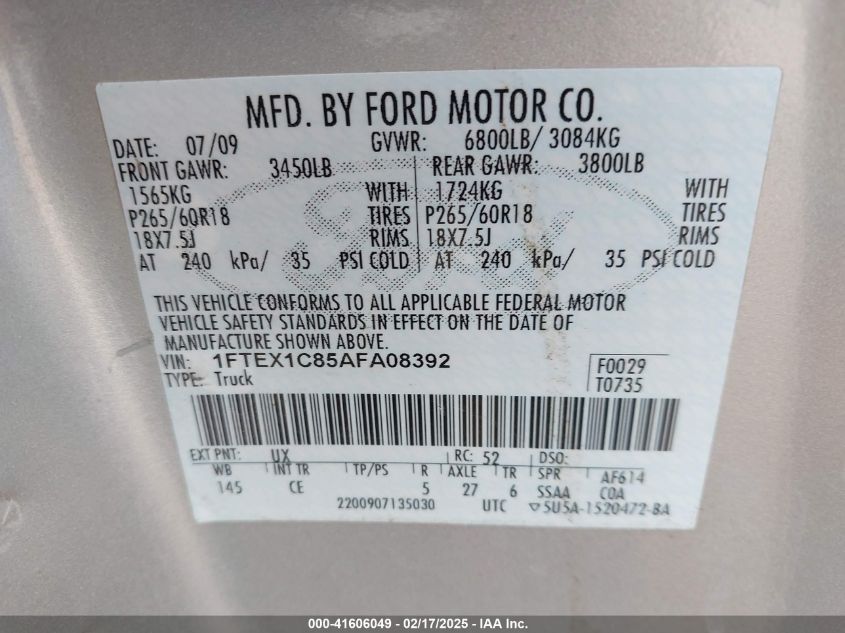 MFD. BY FORD MOTOR CO.
DATE: 07/09 GVWR: 6800LB/ 3084KG
FRONT GAWR: 3450LB REAR GAWR: 3800LB
1565KG WITH 1724KG WITH
P265/60R18 TIRES P265/60R18 TIRES
18X7.5J RIMS 18X7.5J RIMS
AT 240 kPa/ 35 PSI COLD AT 240 kPa/ 35 PSI COLD
Ford
THIS VEHICLE CONFORMS TO ALL APPLICABLE FEDERAL MOTOR
VEHICLE SAFETY STANDARDS IN EFFECT ON THE DATE OF
MANUFACTURE SHOWN ABOVE.
VIN: 1FTEX1C85AFA08392 F0029
TYPE: Truck T0735
EXT PNT: UX RC: 52 DSO:
WB INT TR TP/PS R AXLE TR SPR AF614
145 CE 5 27 6 SSAA COA
2200907135030 UTC ▽5U5A-1520472-BA
000-41606049 — 02/17/2025 — IAA Inc.